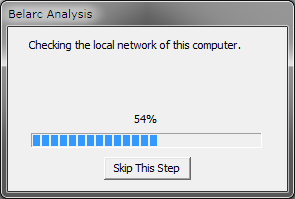 Belarc Analysis
Checking the local network of this computer.
54%
Skip This Step